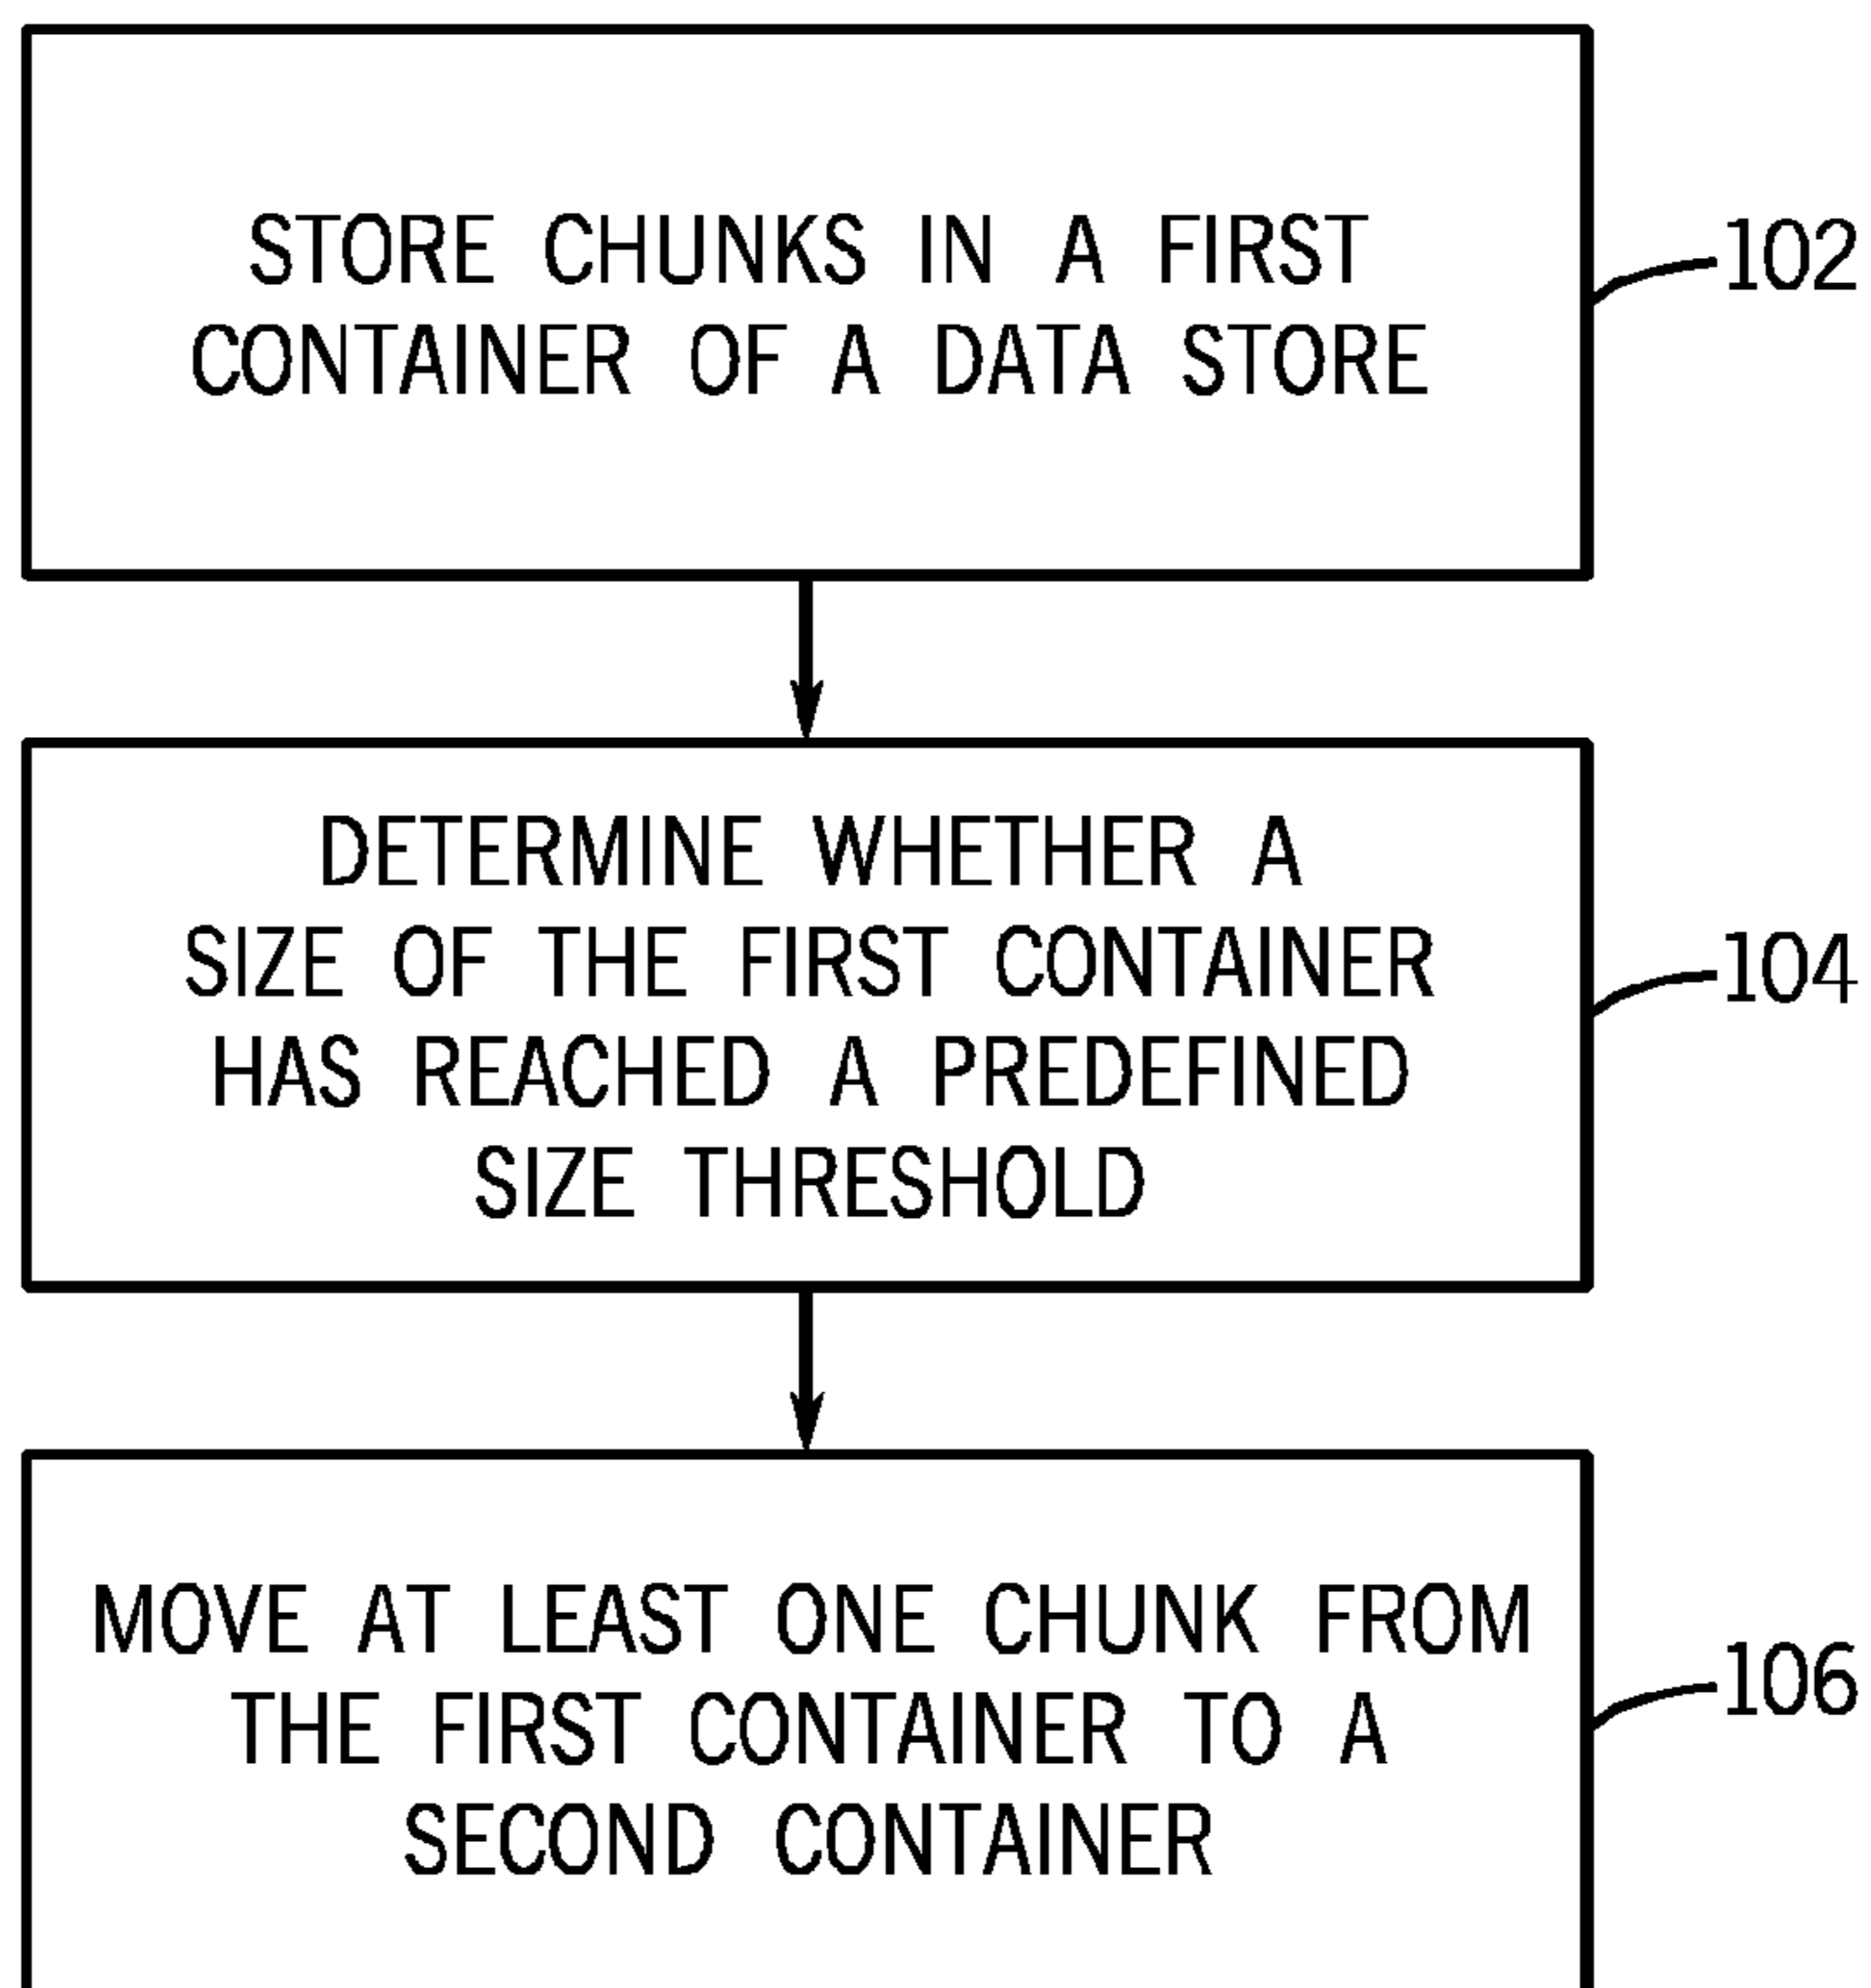 STORE CHUNKS IN A FIRST
CONTAINER OF A DATA STORE
102
DETERMINE WHETHER A
SIZE OF THE FIRST CONTAINER
HAS REACHED A PREDEFINED
SIZE THRESHOLD
104
MOVE AT LEAST ONE CHUNK FROM
THE FIRST CONTAINER TO A
SECOND CONTAINER
106